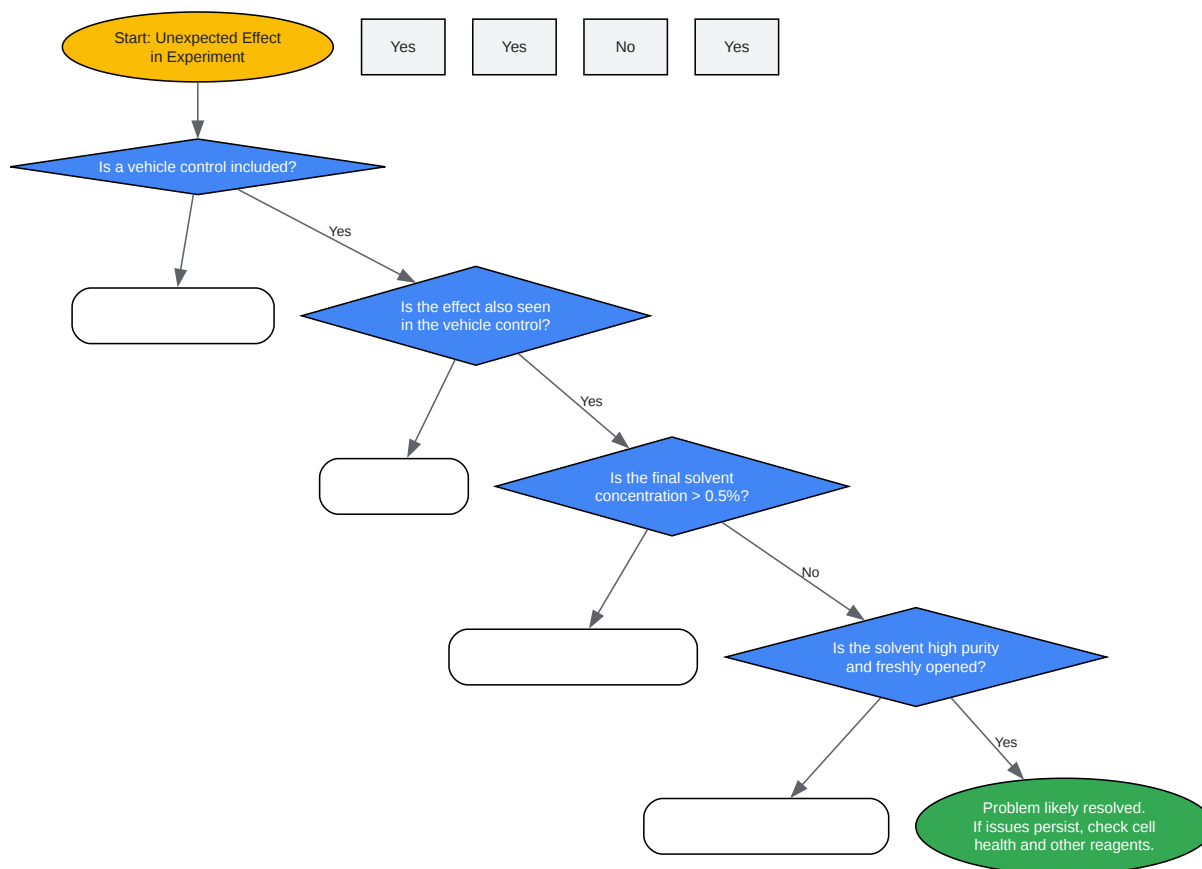 Start: Unexpected Effect
in Experiment
Yes
Yes
No
Yes
Is a vehicle control included?
Yes
Is the effect also seen
in the vehicle control?
Yes
Is the final solvent
concentration > 0.5%?
No
Is the solvent high purity
and freshly opened?
Yes
Problem likely resolved.
If issues persist, check cell
health and other reagents.